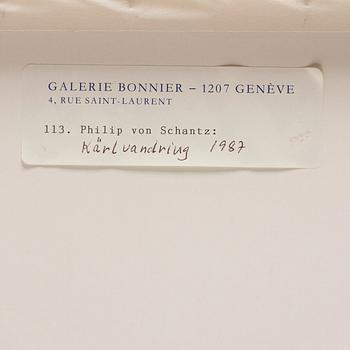 GALERIE BONNIER – 1207 GENÈVE
4, RUE SAINT-LAURENT
113. Philip von Schantz:
Kärlvandring 1987